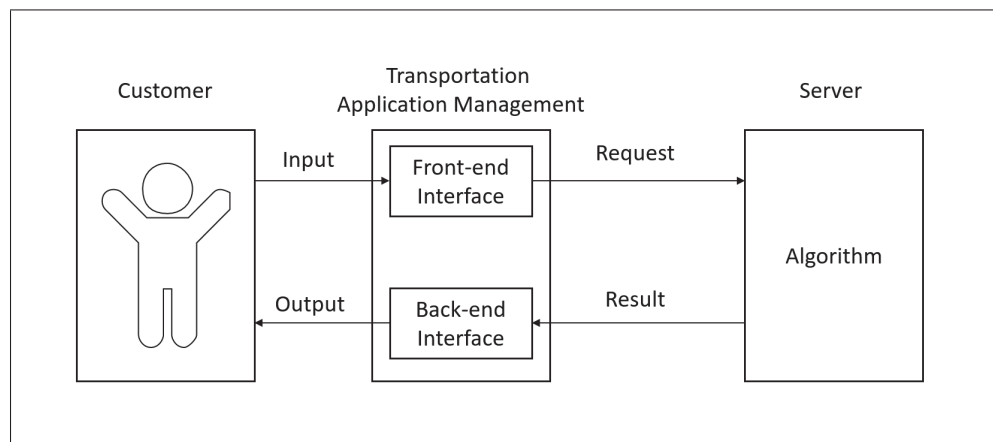 Customer
Transportation
Application Management
Server
Input
Front-end
Interface
Request
Algorithm
Output
Back-end
Interface
Result